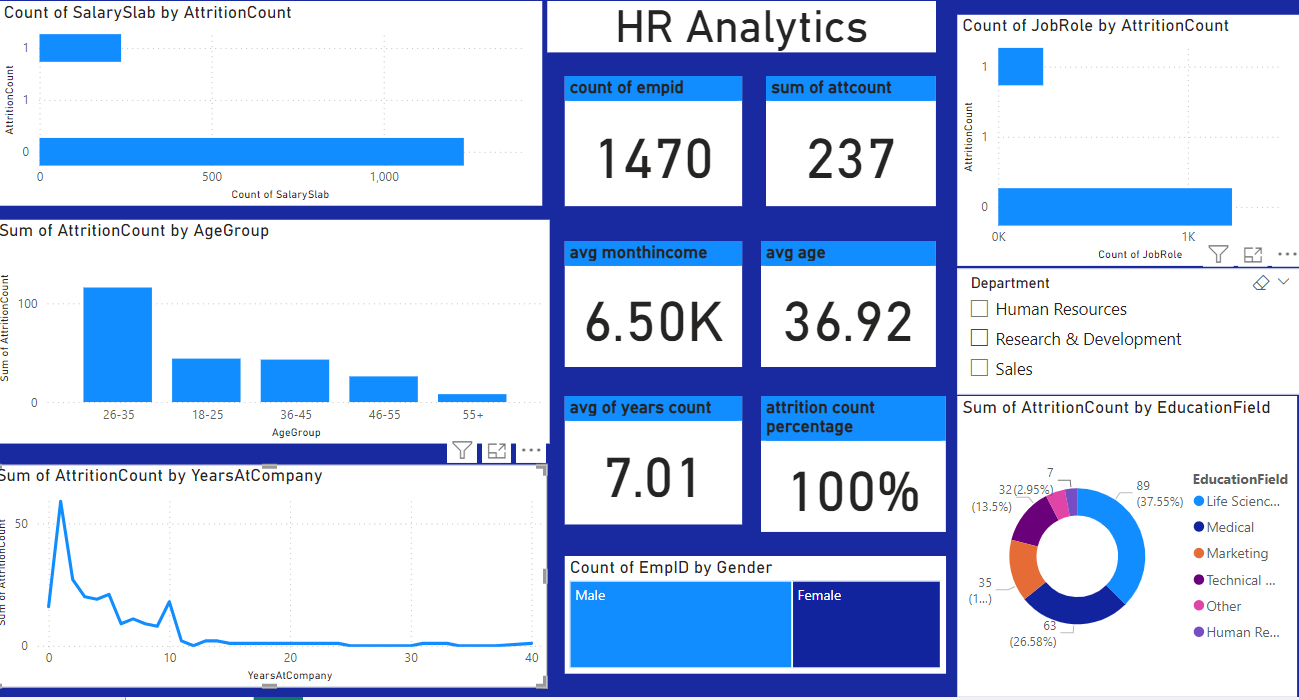 Count of SalarySlab by AttritionCount
AttritionCount
1
1
0
0
500
1,000
Count of SalarySlab
HR Analytics
count of empid
1470
sum of attcount
237
avg monthincome
6.50K
avg age
36.92
avg of years count
7.01
attrition count
percentage
100%
Count of JobRole by AttritionCount
AttritionCount
1
1
0
0K
1K
Count of JobRole
Department
Human Resources
Research & Development
Sales
Sum of AttritionCount by AgeGroup
Sum of AttritionCount
100
0
26-35
18-25
36-45
46-55
55+
AgeGroup
Sum of AttritionCount by YearsAtCompany
Sum of AttritionCount
50
0
0
10
20
30
40
YearsAtCompany
Count of EmpID by Gender
Male
Female
Sum of AttritionCount by EducationField
89
(37.55%)
63
(26.58%)
35
(1...)
32
(13.5%)
7
(2.95%)
EducationField
Life Scienc...
Medical
Marketing
Technical ...
Other
Human Re...